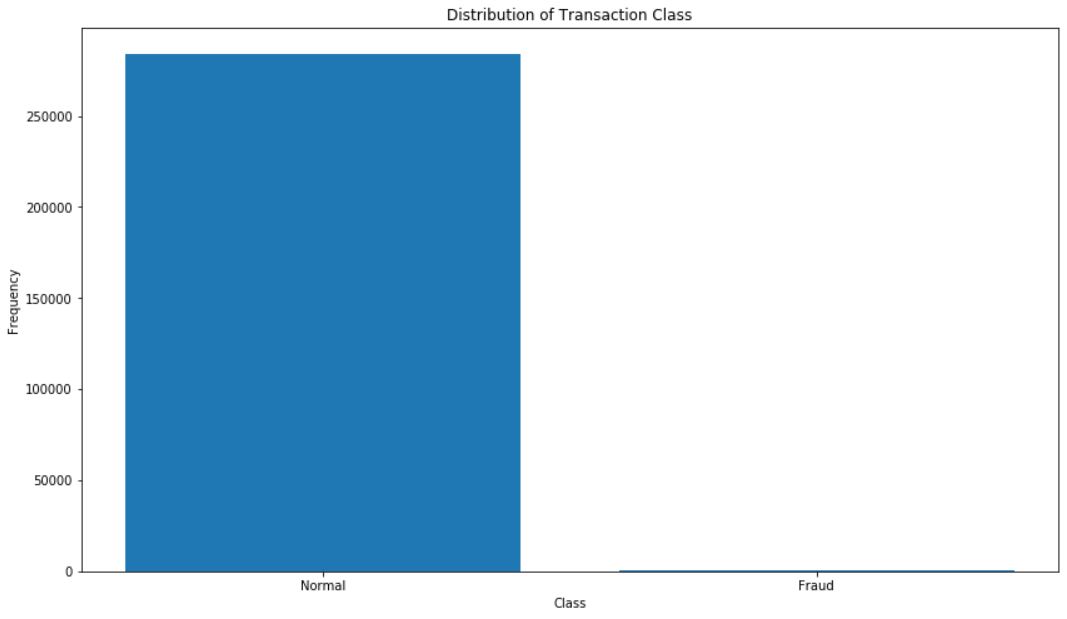 Distribution of Transaction Class
Frequency
250000
200000
150000
100000
50000
0
Normal Fraud
Class